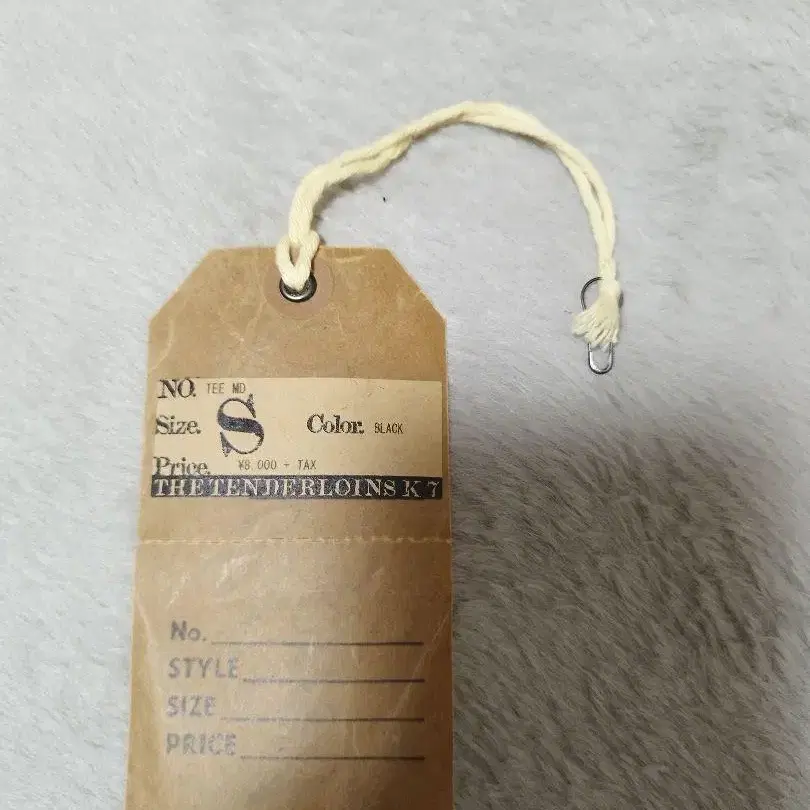 NO. TEE MD
Size. S Color. BLACK
Price. ¥8,000 + TAX
THE TENDERLOINS K 7
No.
STYLE
SIZE
PRICE